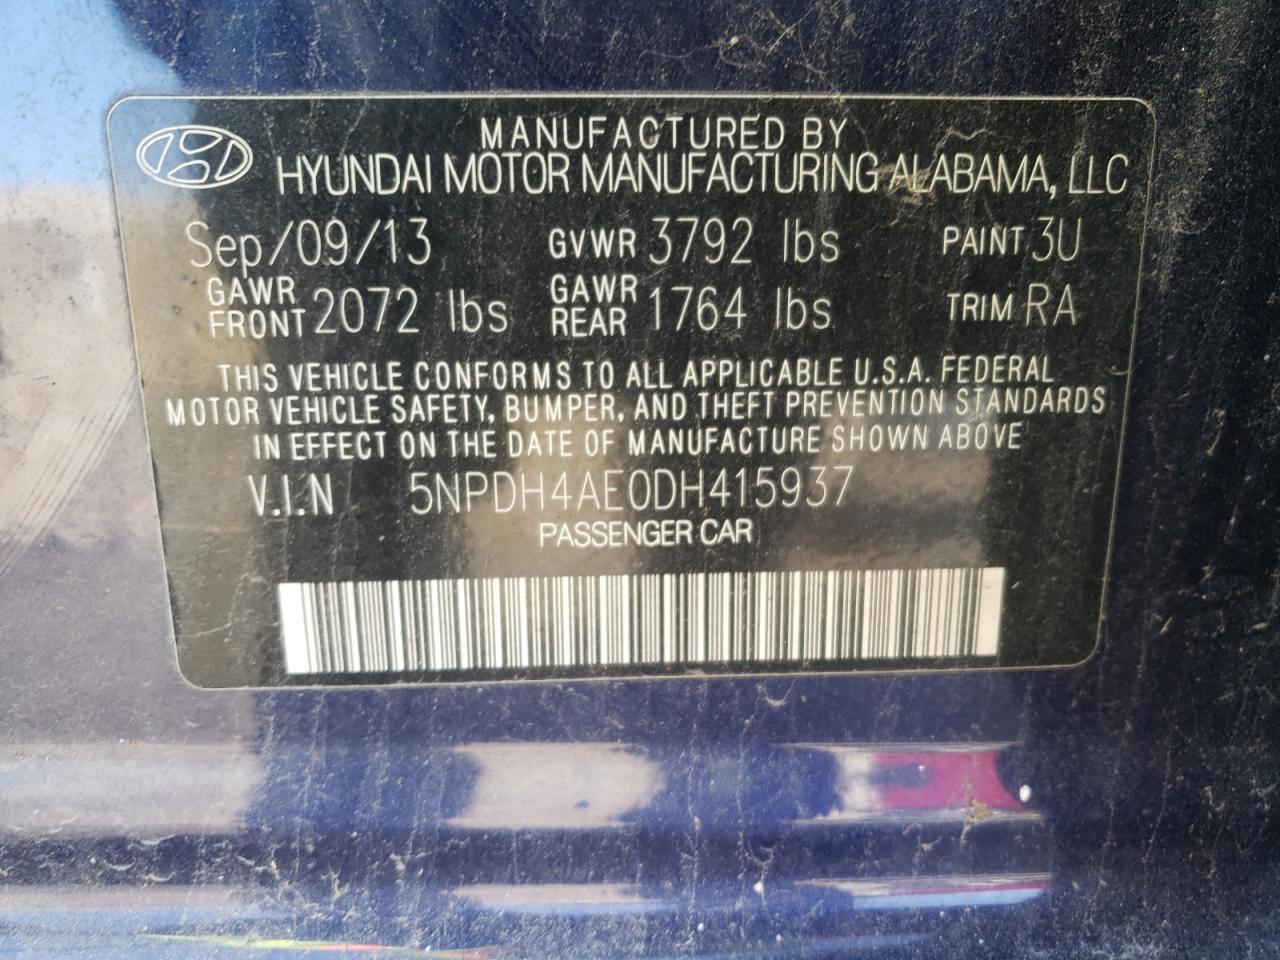 MANUFACTURED BY
HYUNDAI MOTOR MANUFACTURING ALABAMA, LLC
Sep/09/13 GVWR 3792 lbs PAINT 3U
GAWR FRONT 2072 lbs GAWR REAR 1764 lbs TRIM RA
THIS VEHICLE CONFORMS TO ALL APPLICABLE U.S.A. FEDERAL
MOTOR VEHICLE SAFETY, BUMPER, AND THEFT PREVENTION STANDARDS
IN EFFECT ON THE DATE OF MANUFACTURE SHOWN ABOVE
V.I.N 5NPDH4AE0DH415937
PASSENGER CAR